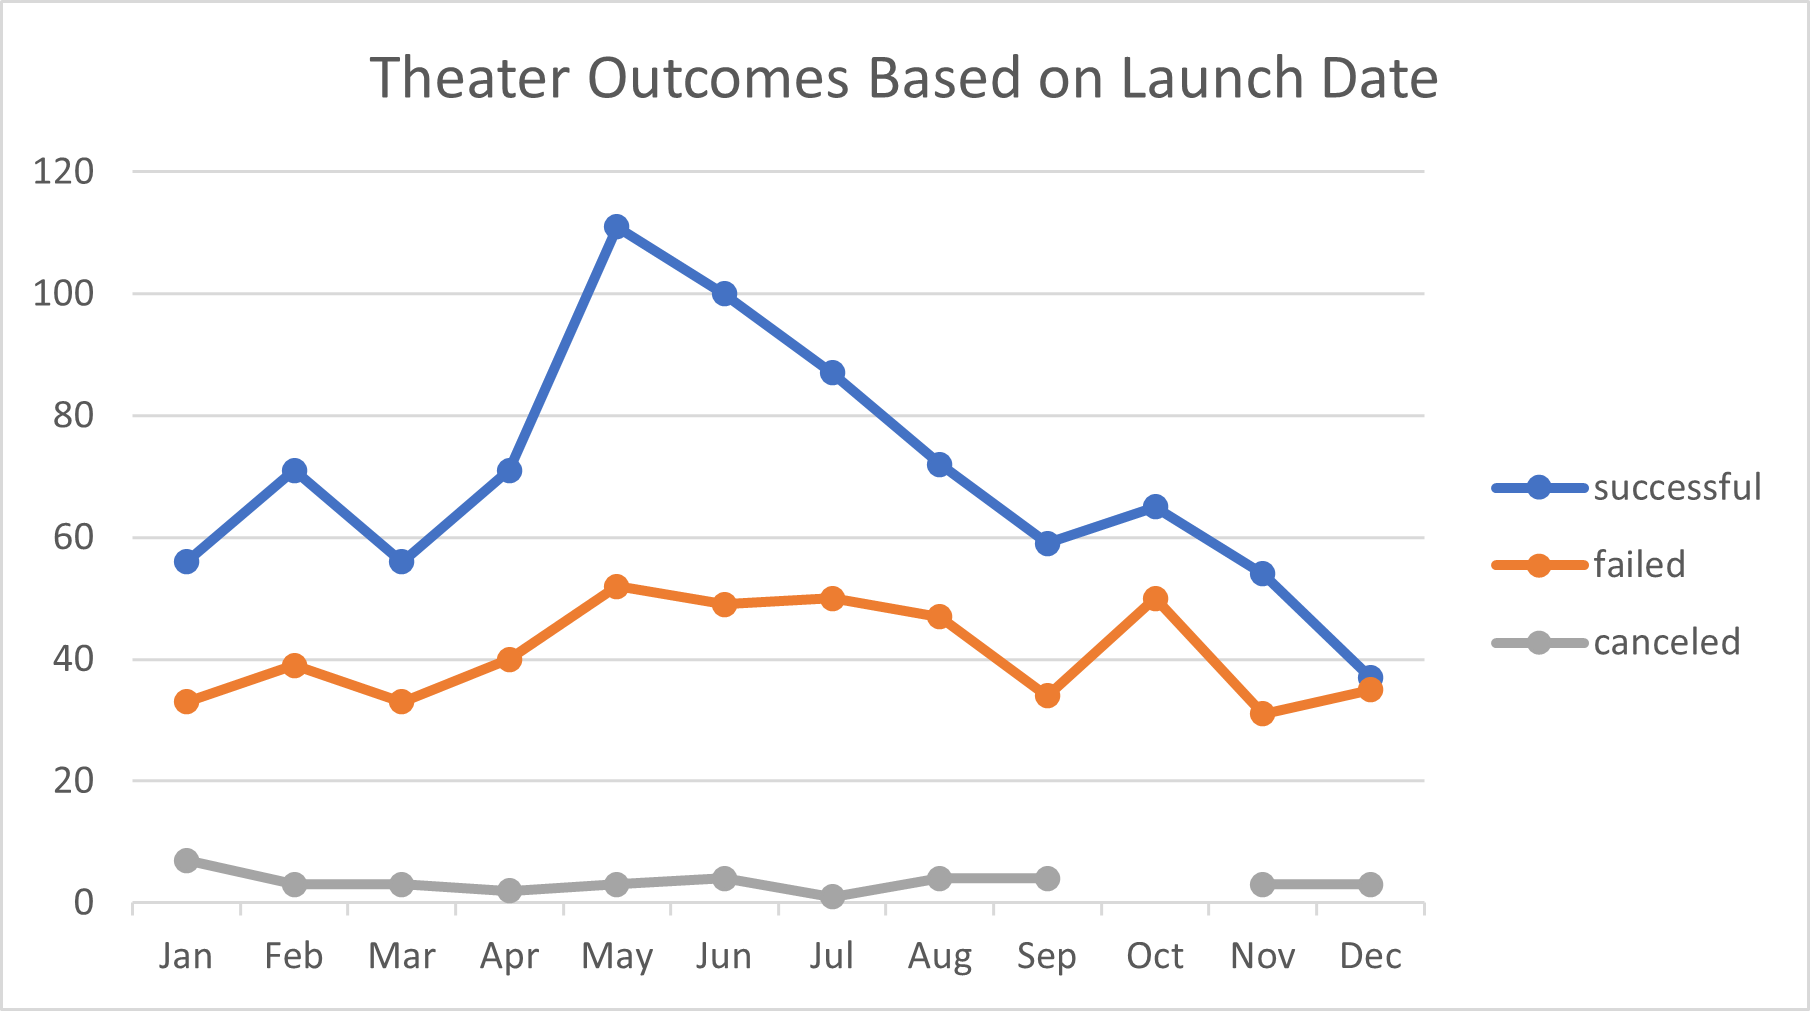 Theater Outcomes Based on Launch Date
120
100
80
60
40
20
0
Jan Feb Mar Apr May Jun Jul Aug Sep Oct Nov Dec
successful
failed
canceled